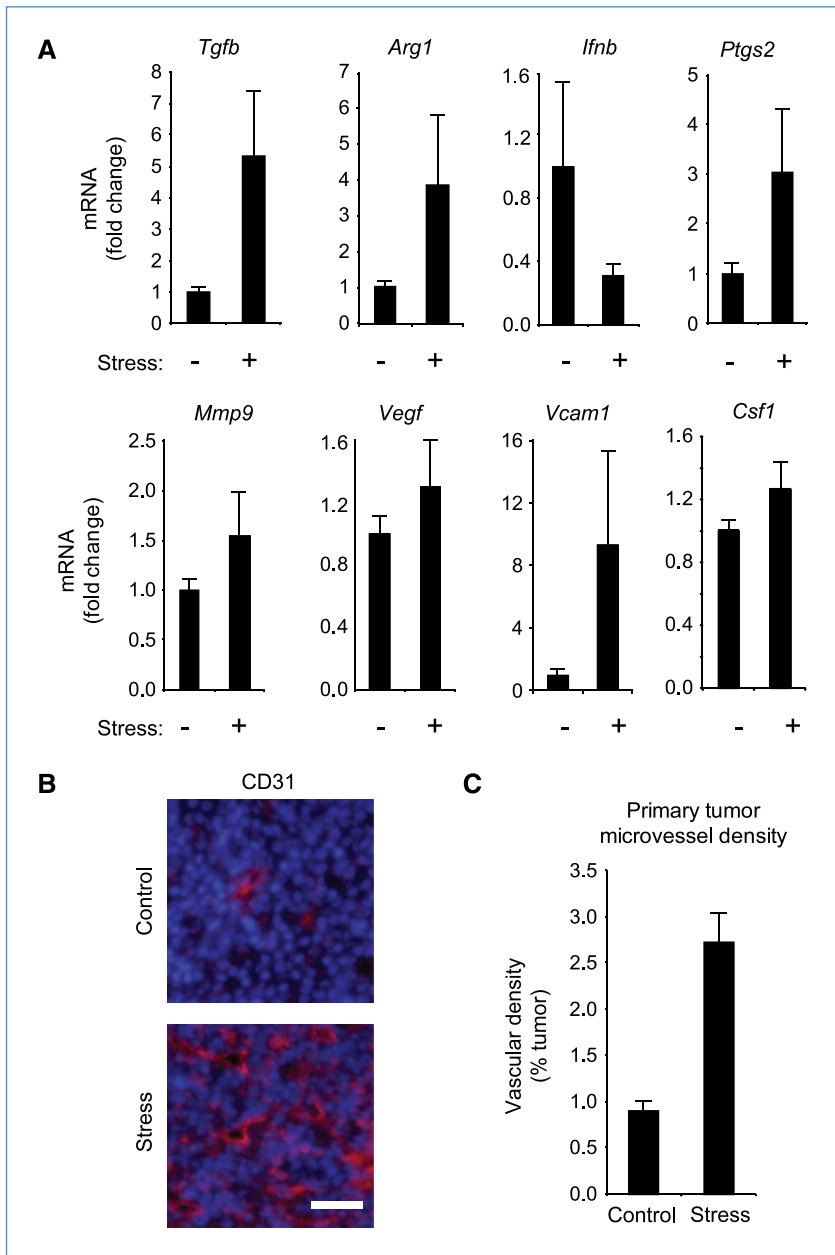 A
Tgfb
Arg1
Ifnb
Ptgs2
mRNA
(fold change)
8
7
6
5
4
3
2
1
0
7
6
5
4
3
2
1
0
1.6
1.2
0.8
0.4
0.0
5
4
3
2
1
0
Stress: - + - + - + - +
Mmp9
Vegf
Vcam1
Csf1
mRNA
(fold change)
2.5
2.0
1.5
1.0
0.5
0.0
1.6
1.2
0.8
0.4
0.0
16
12
8
4
0
1.6
1.2
0.8
0.4
0.0
Stress: - + - + - + - +
B
CD31
Control
Stress
C
Primary tumor
microvessel density
Vascular density
(% tumor)
3.5
3.0
2.5
2.0
1.5
1.0
0.5
0.0
Control Stress